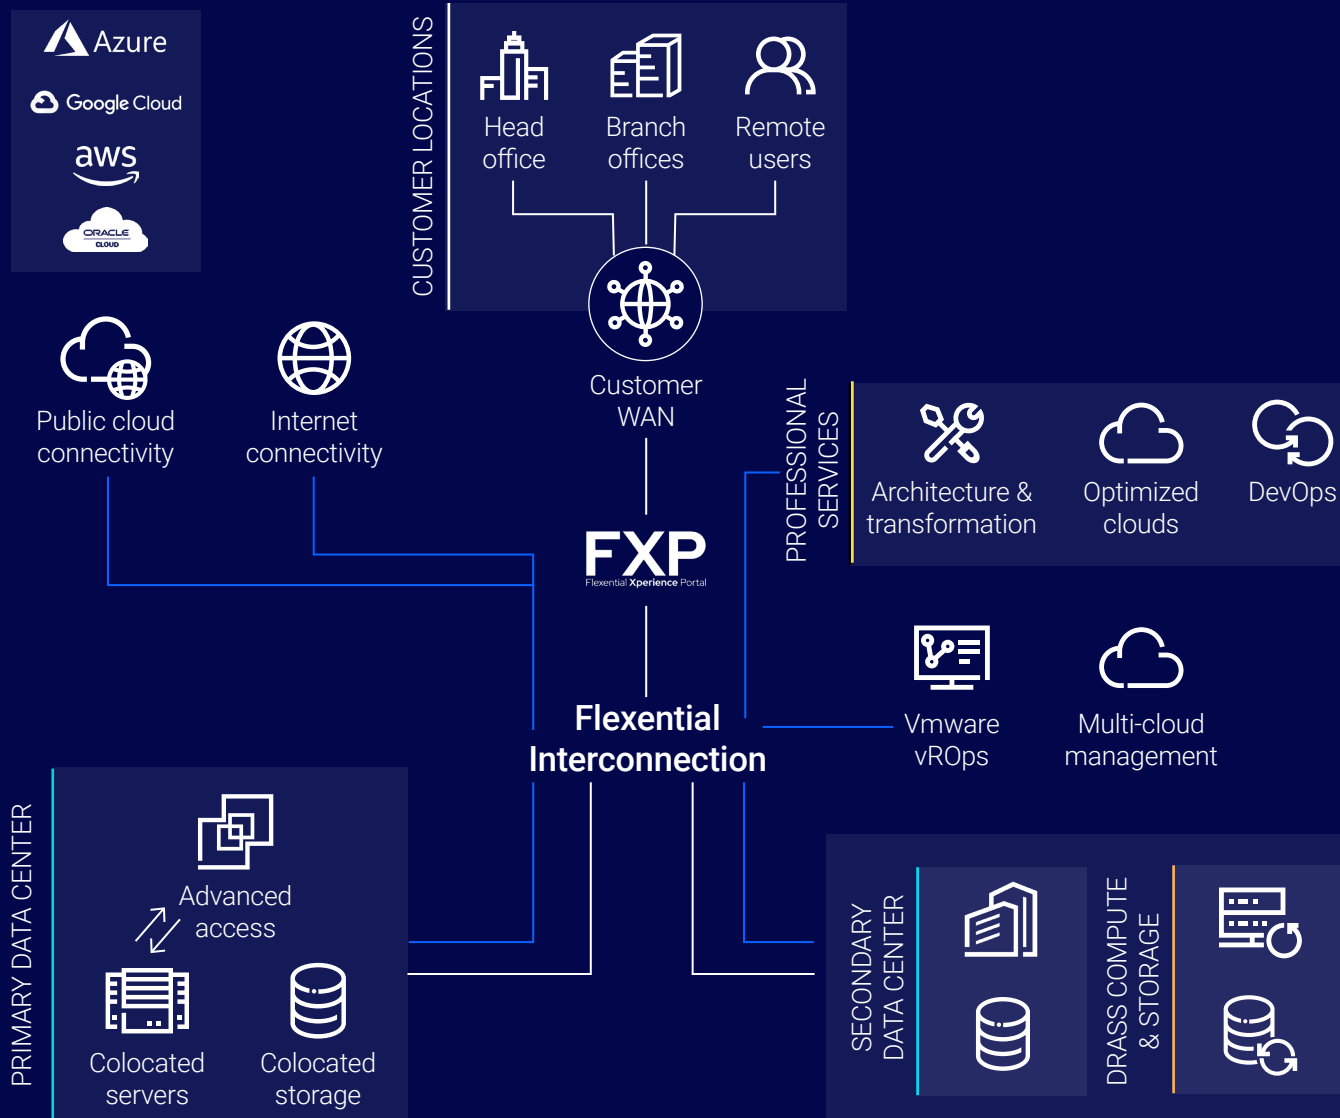 Azure
Google Cloud
aws
ORACLE
CLOUD
CUSTOMER LOCATIONS
Head
office
Branch
offices
Remote
users
Customer
WAN
Public cloud
connectivity
Internet
connectivity
FXP
Flexential Xperience Portal
PROFESSIONAL
SERVICES
Architecture &
transformation
Optimized
clouds
DevOps
Vmware
vROps
Multi-cloud
management
Flexential
Interconnection
PRIMARY DATA CENTER
Advanced
access
Colocated
servers
Colocated
storage
SECONDARY
DATA CENTER
DRASS COMPUTE
& STORAGE